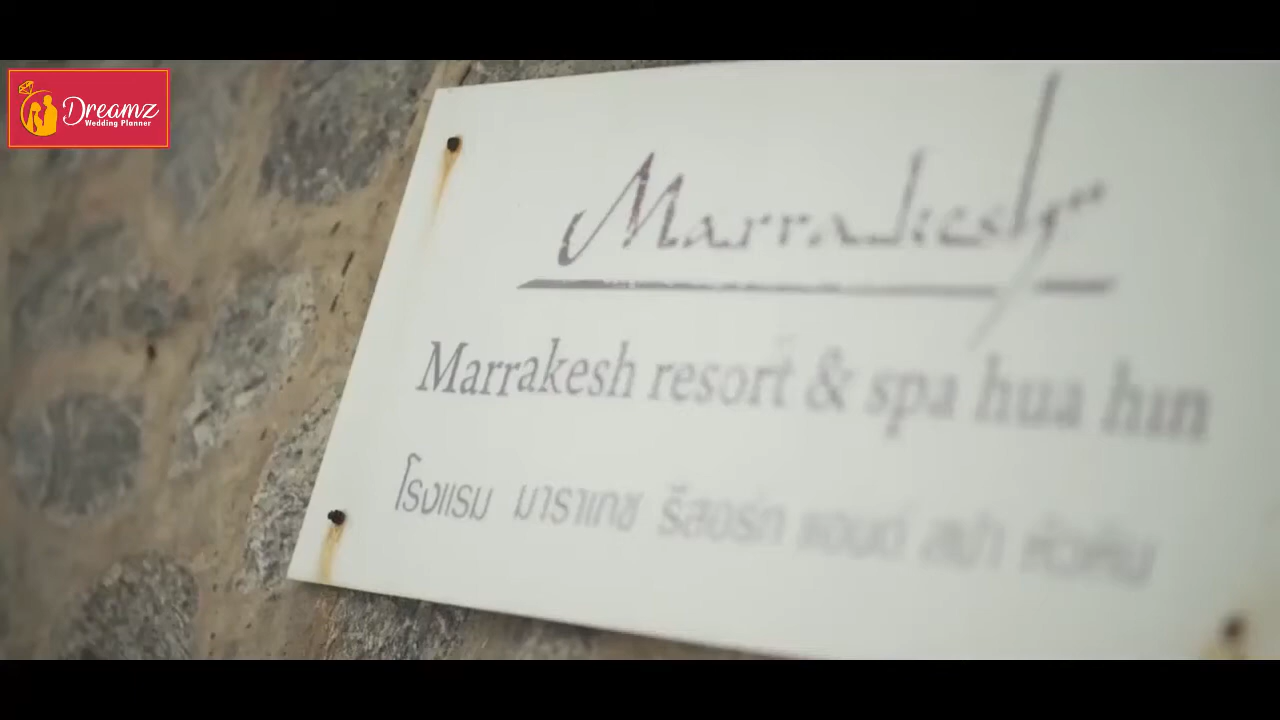 Dreamz
Wedding Planner
Marrakesh
Marrakesh resort & spa hua hin
โรงแรม มาราเกช รีสอร์ท แอนด์ สปา หัวหิน